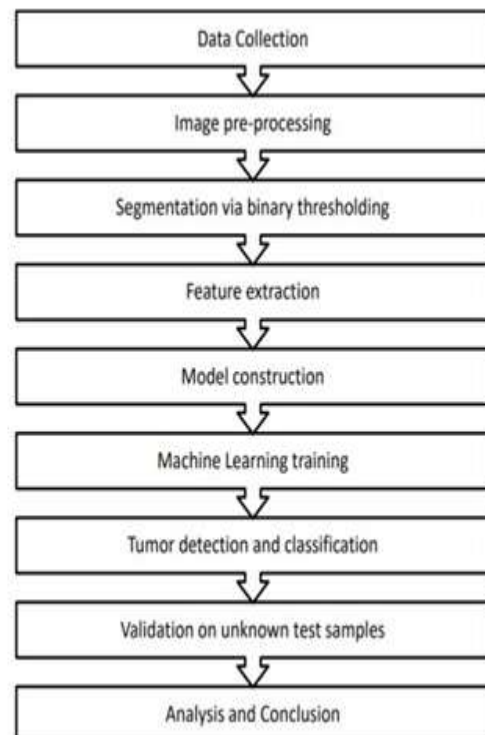 Data Collection
Image pre-processing
Segmentation via binary thresholding
Feature extraction
Model construction
Machine Learning training
Tumor detection and classification
Validation on unknown test samples
Analysis and Conclusion